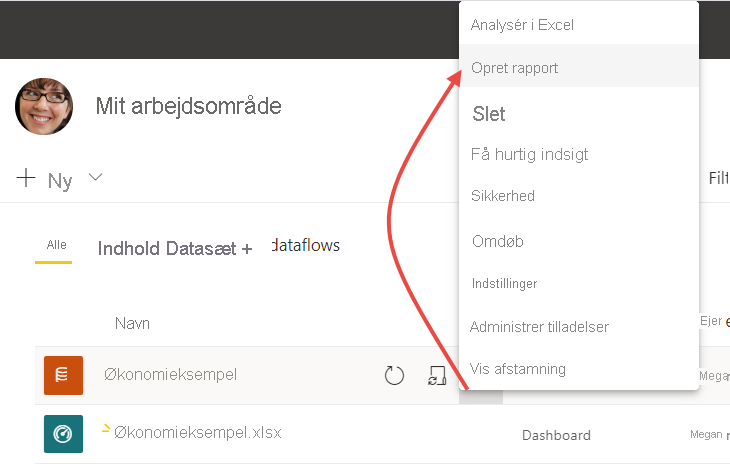 Analysér i Excel
Opret rapport
Mit arbejdsområde
Slet
Få hurtig indsigt
Ny
Sikkerhed
Filt
Alle
Indhold Datasæt +
dataflows
Omdøb
Indstillinger
Navn
Administrer tilladelser
Ejer
Økonomieksempel
Vis afstamning
Megan
Økonomieksempel.xlsx
Dashboard
Megan